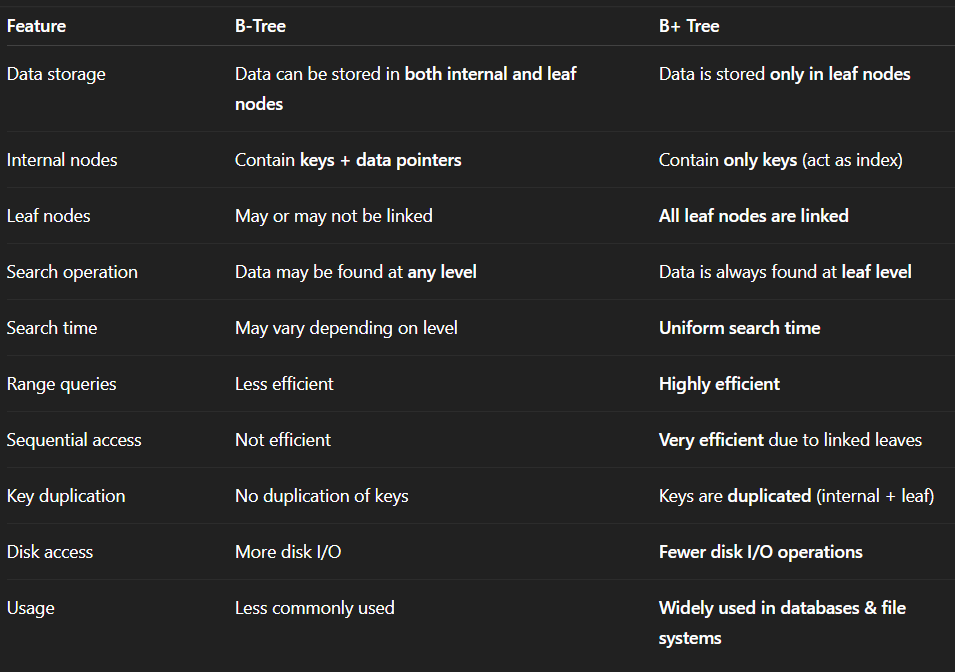 Feature B-Tree B+ Tree
Data storage Data can be stored in both internal and leaf Data is stored only in leaf nodes
nodes
Internal nodes Contain keys + data pointers Contain only keys (act as index)
Leaf nodes May or may not be linked All leaf nodes are linked
Search operation Data may be found at any level Data is always found at leaf level
Search time May vary depending on level Uniform search time
Range queries Less efficient Highly efficient
Sequential access Not efficient Very efficient due to linked leaves
Key duplication No duplication of keys Keys are duplicated (internal + leaf)
Disk access More disk I/O Fewer disk I/O operations
Usage Less commonly used Widely used in databases & file
systems